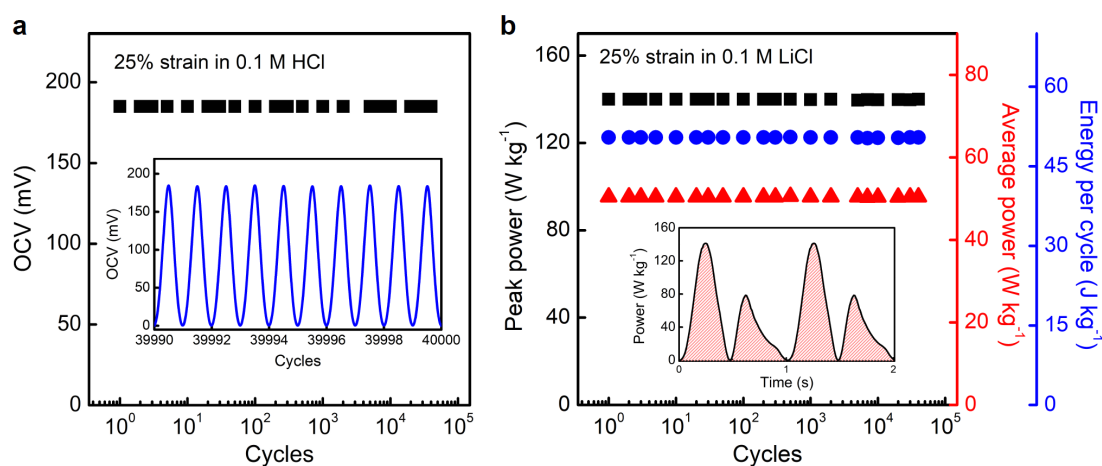 a
25% strain in 0.1 M HCl
OCV (mV)
200
150
100
50
0
OCV (mV)
200
150
100
50
0
39990 39992 39994 39996 39998 40000
Cycles
10⁰ 10¹ 10² 10³ 10⁴ 10⁵
Cycles
b
25% strain in 0.1 M LiCl
Peak power (W kg⁻¹)
160
120
80
40
0
Power (W kg⁻¹)
160
120
80
40
0
0 1 2
Time (s)
10⁰ 10¹ 10² 10³ 10⁴ 10⁵
Cycles
80
60
40
20
0
Average power (W kg⁻¹)
60
45
30
15
0
Energy per cycle (J kg⁻¹)